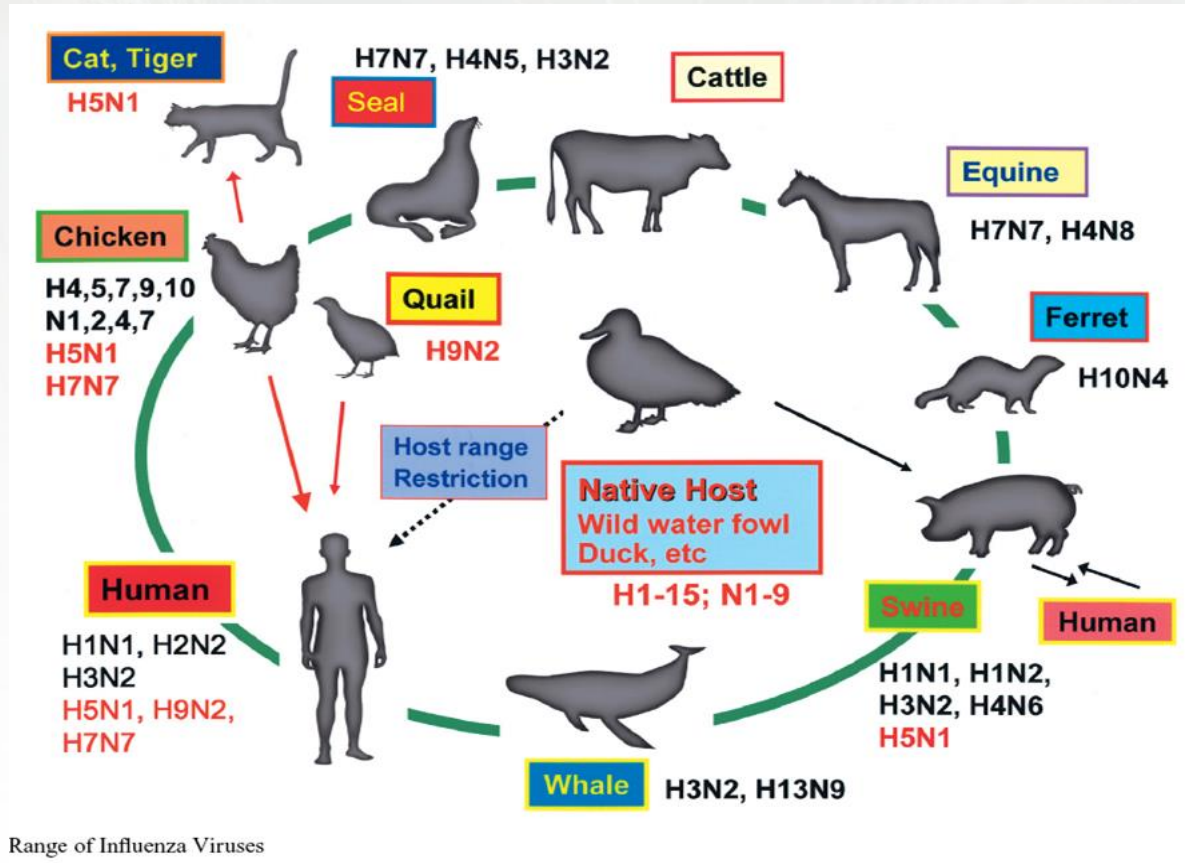 Cat, Tiger
H5N1
H7N7, H4N5, H3N2
Seal
Cattle
Equine
H7N7, H4N8
Chicken
H4,5,7,9,10
N1,2,4,7
H5N1
H7N7
Quail
H9N2
Ferret
H10N4
Host range
Restriction
Native Host
Wild water fowl
Duck, etc
H1-15; N1-9
Human
H1N1, H2N2
H3N2
H5N1, H9N2,
H7N7
Swine
Human
H1N1, H1N2,
H3N2, H4N6
H5N1
Whale
H3N2, H13N9
Range of Influenza Viruses